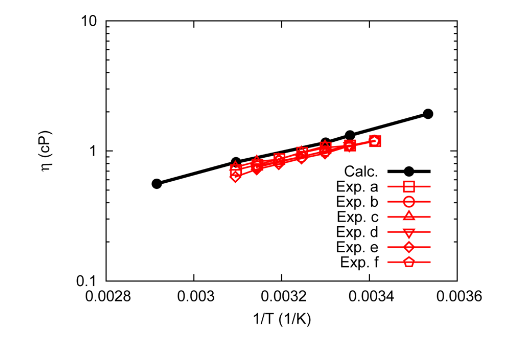 10
1
0.1
η (cP)
Calc.
Exp. a
Exp. b
Exp. c
Exp. d
Exp. e
Exp. f
0.0028 0.003 0.0032 0.0034 0.0036
1/T (1/K)